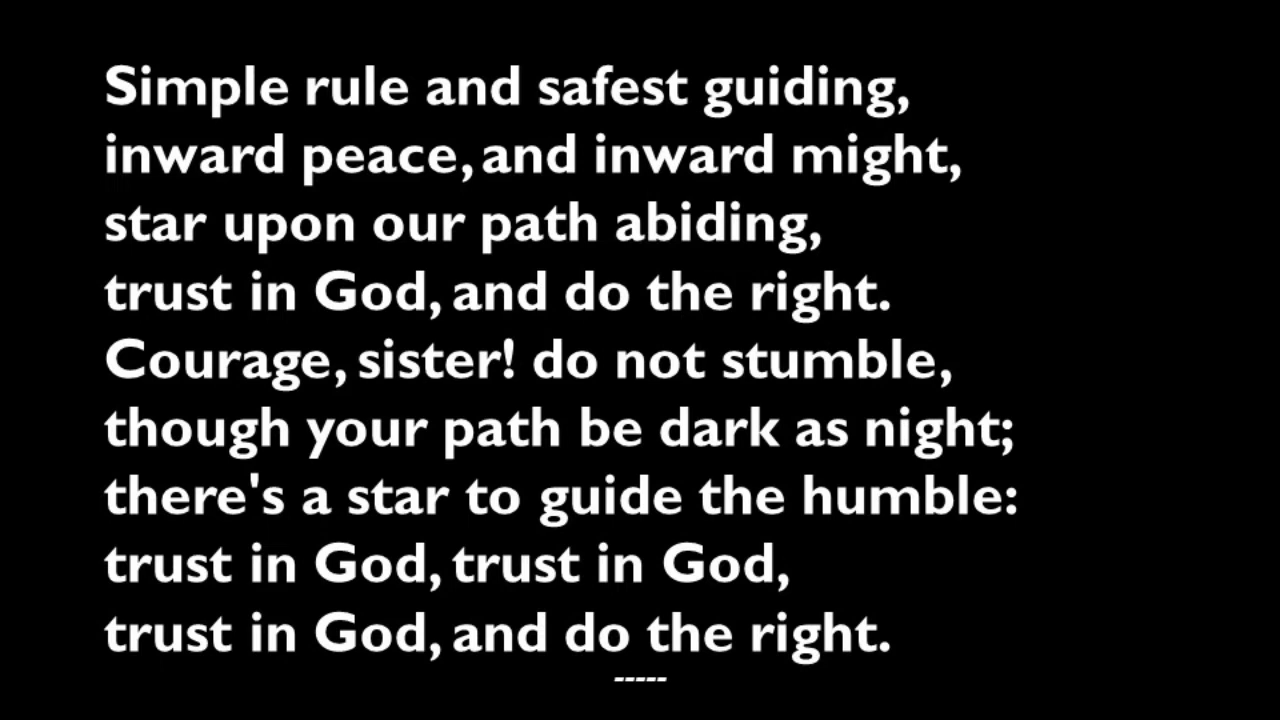 Simple rule and safest guiding,
inward peace, and inward might,
star upon our path abiding,
trust in God, and do the right.
Courage, sister! do not stumble,
though your path be dark as night;
there's a star to guide the humble:
trust in God, trust in God,
trust in God, and do the right.
-----